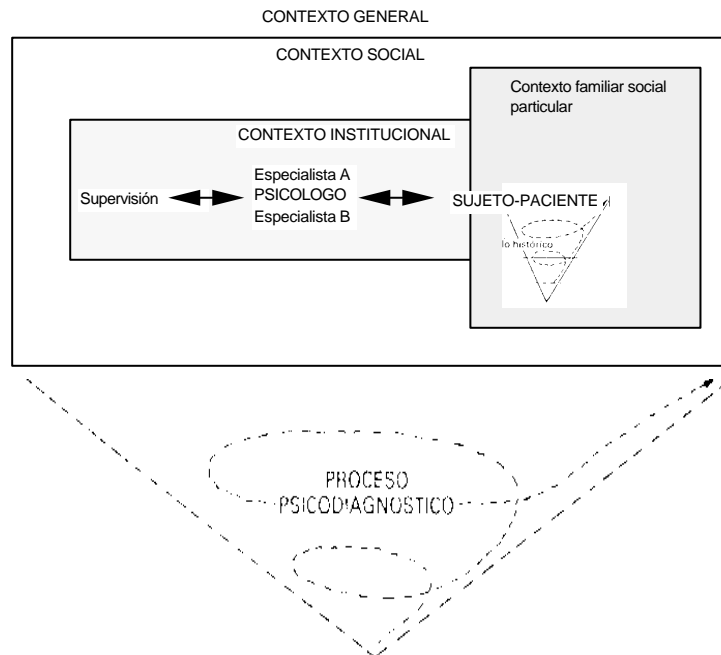 CONTEXTO GENERAL
CONTEXTO SOCIAL
Contexto familiar social
particular
CONTEXTO INSTITUCIONAL
Especialista A
Supervisión
PSICOLOGO
SUJETO-PACIENTE
Especialista B
histórico
PROCESO
PSICODIAGNOSTICO